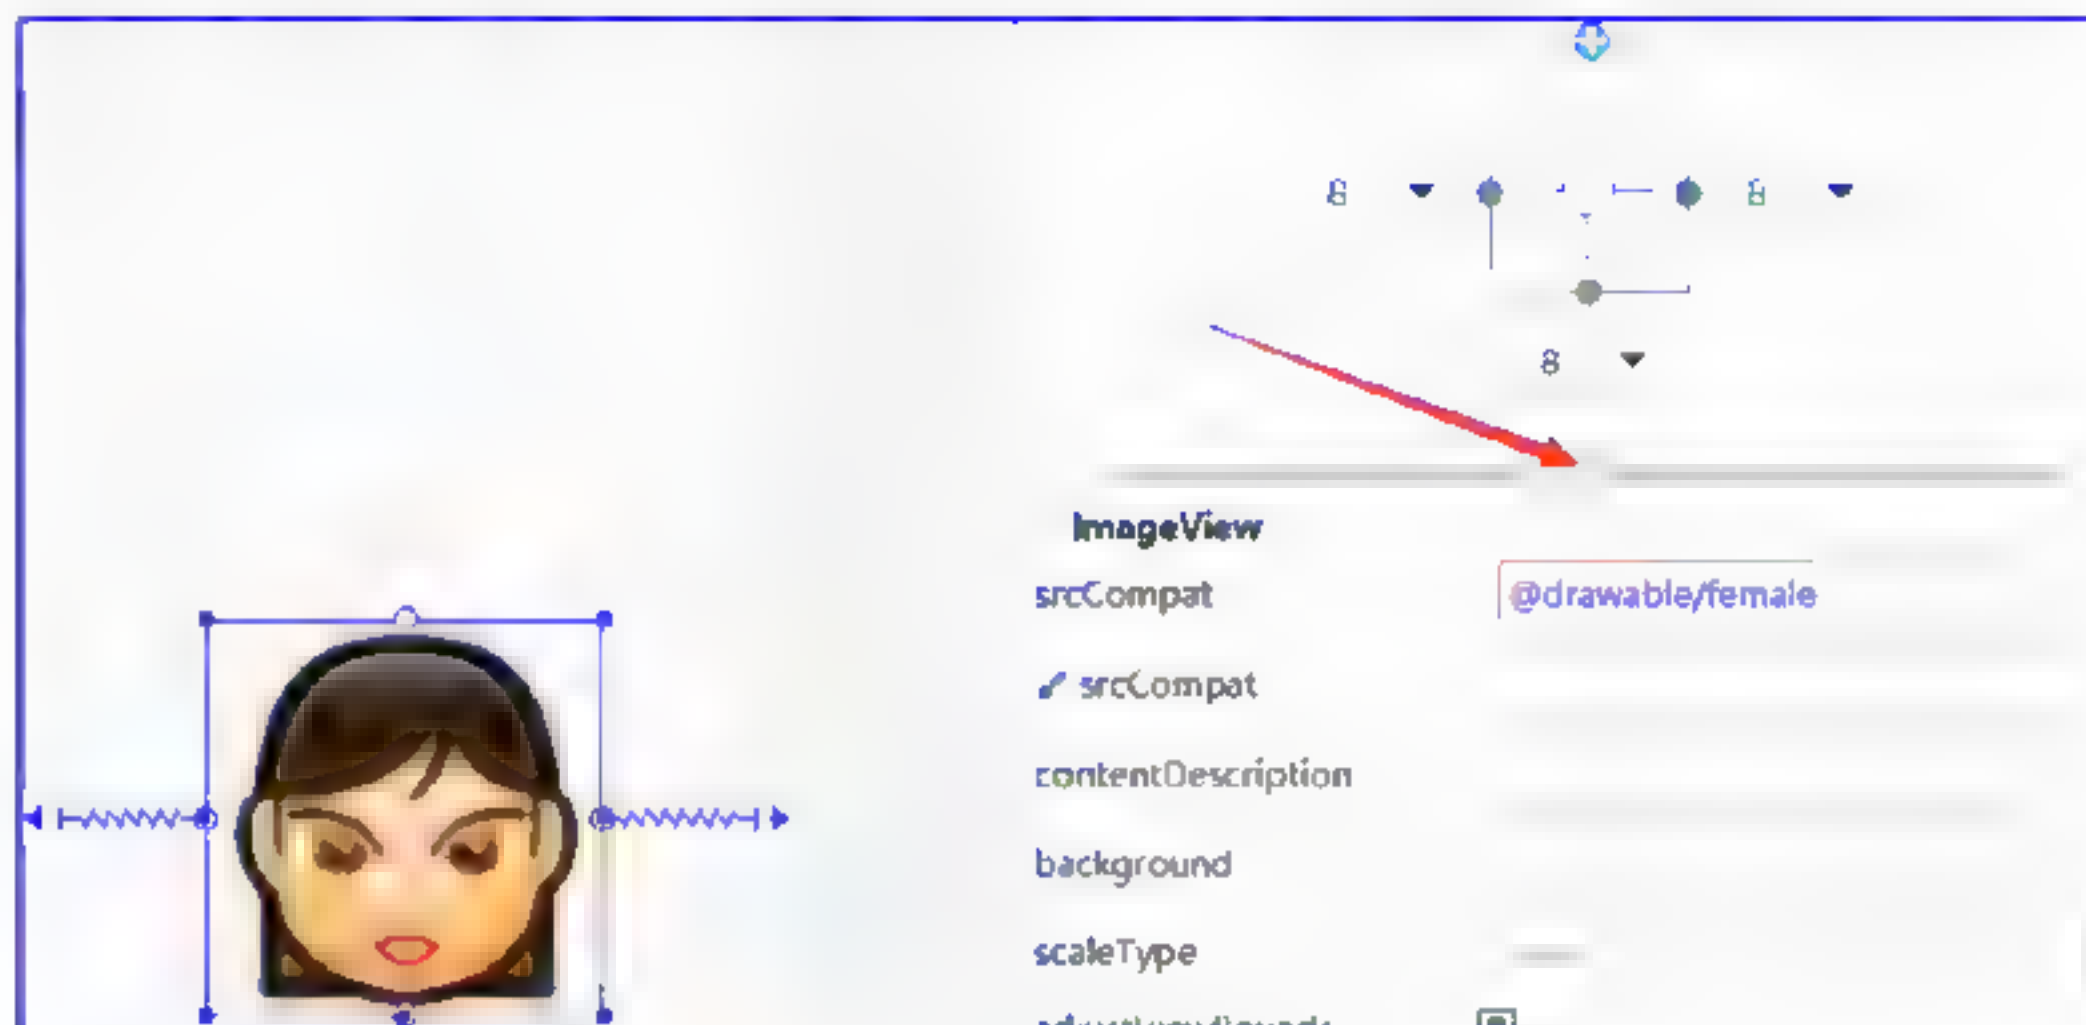 8 8
8
ImageView
srcCompat @drawable/female
srcCompat
contentDescription
background
scaleType